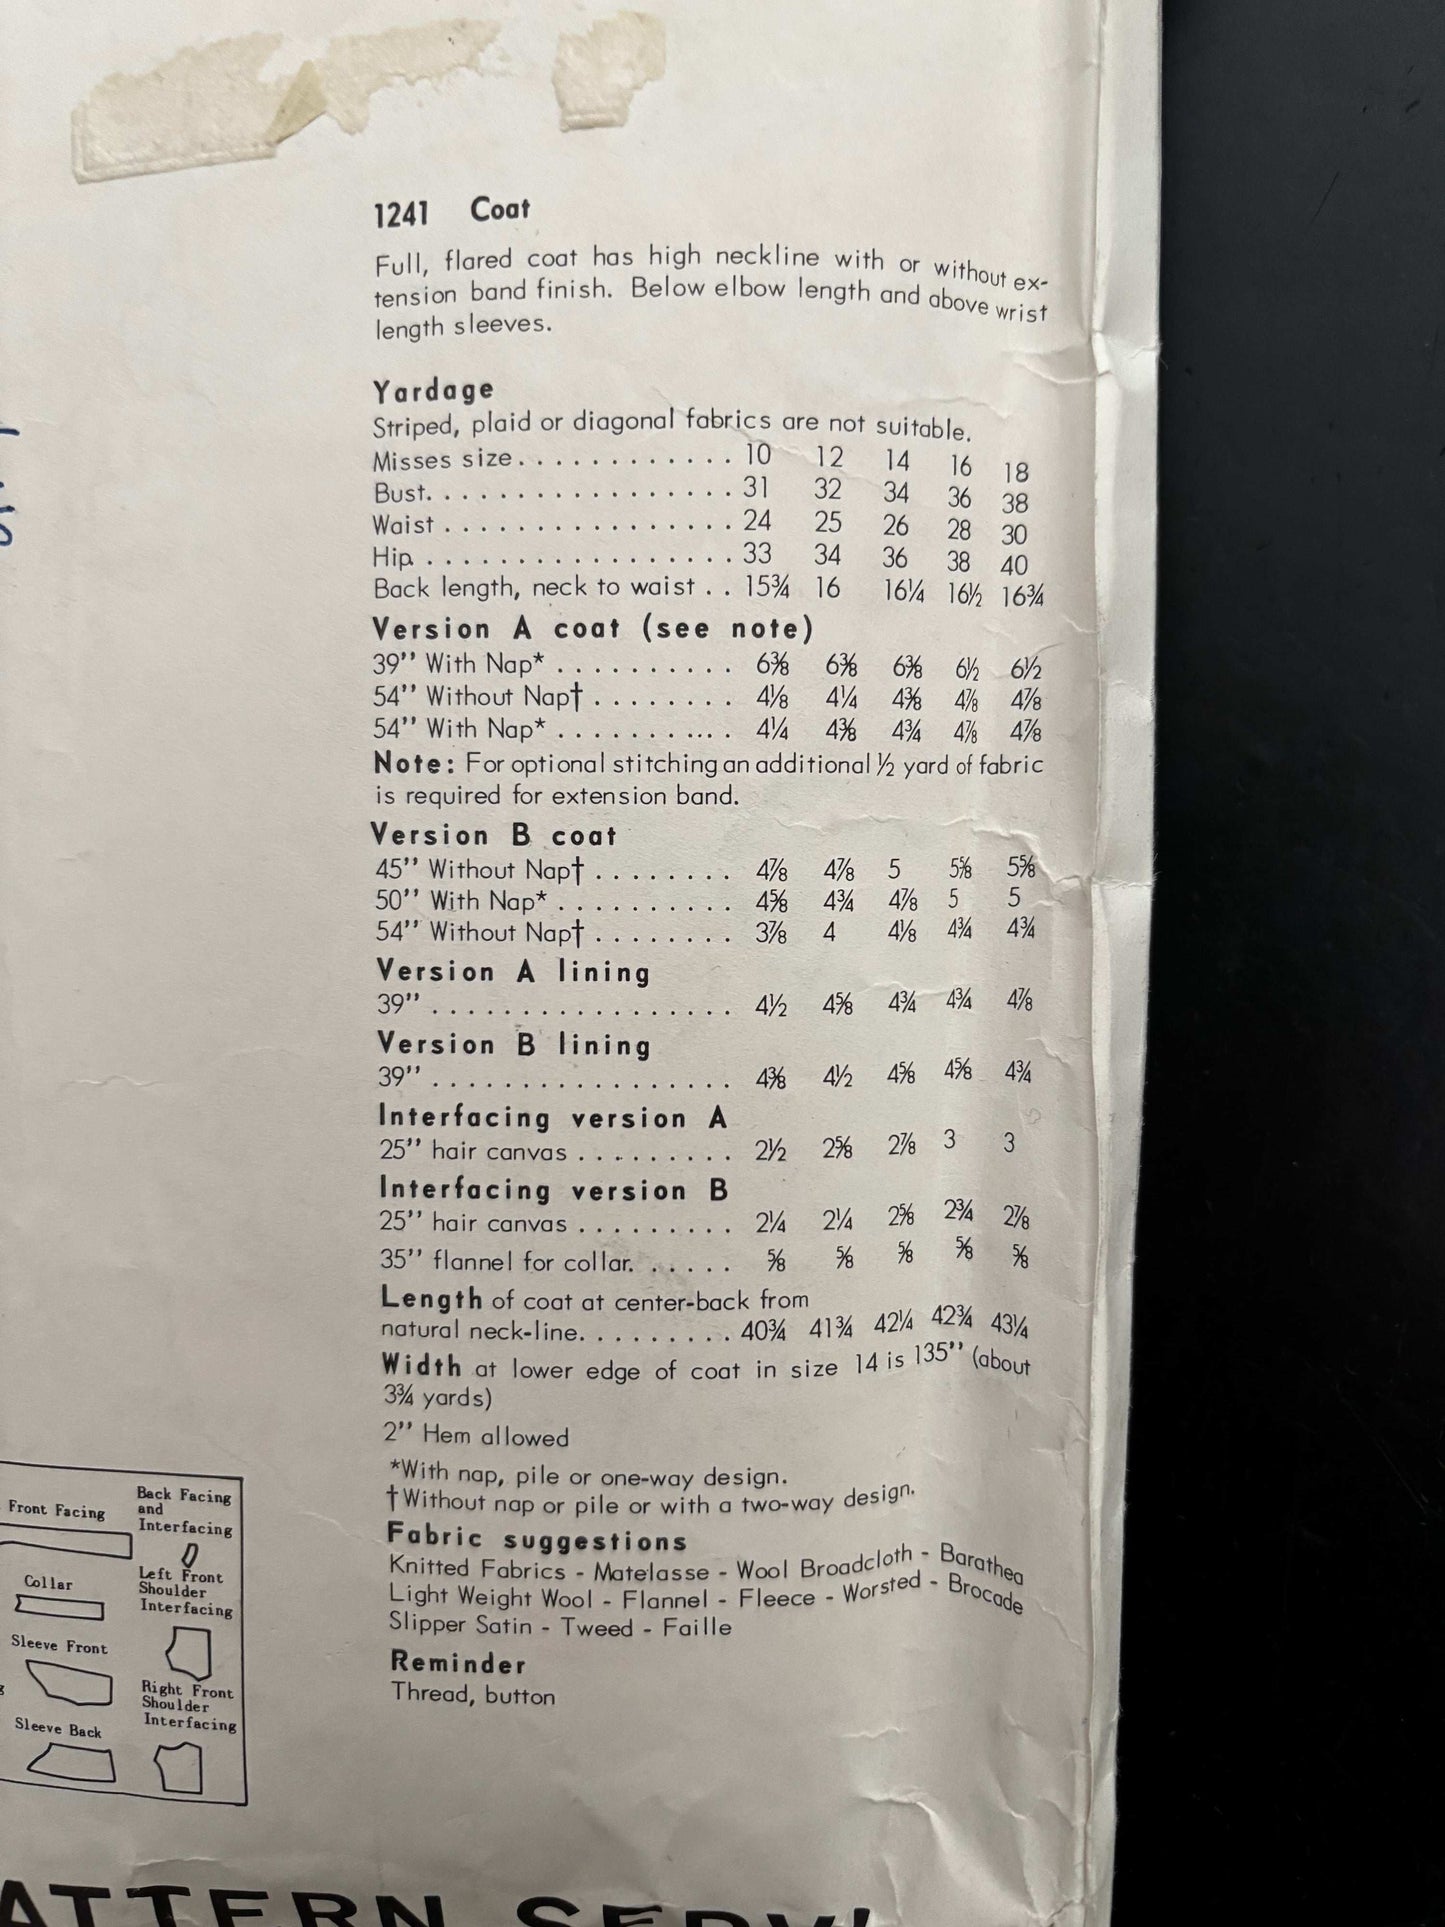 1241 Coat
Full, flared coat has high neckline with or without ex-
tension band finish. Below elbow length and above wrist
length sleeves.
Yardage
Striped, plaid or diagonal fabrics are not suitable.
Misses size............ 10 12 14 16 18
Bust................. 31 32 34 36 38
Waist................ 24 25 26 28 30
Hip................. 33 34 36 38 40
Back length, neck to waist.. 15¾ 16 16¼ 16½ 16¾
Version A coat (see note)
39'' With Nap*.......... 6⅜ 6⅜ 6⅜ 6½ 6½
54'' Without Nap†........ 4⅛ 4¼ 4⅜ 4⅞ 4⅞
54'' With Nap*........... 4¼ 4⅜ 4¾ 4⅞ 4⅞
Note: For optional stitching an additional ½ yard of fabric
is required for extension band.
Version B coat
45'' Without Nap†........ 4⅞ 4⅞ 5 5⅝ 5⅝
50'' With Nap*.......... 4⅝ 4¾ 4⅞ 5 5
54'' Without Nap†........ 3⅞ 4 4⅛ 4¾ 4¾
Version A lining
39''................. 4½ 4⅝ 4¾ 4¾ 4⅞
Version B lining
39''................. 4⅜ 4½ 4⅝ 4⅝ 4¾
Interfacing version A
25'' hair canvas......... 2½ 2⅝ 2⅞ 3 3
Interfacing version B
25'' hair canvas......... 2¼ 2¼ 2⅝ 2¾ 2⅞
35'' flannel for collar...... ⅝ ⅝ ⅝ ⅝ ⅝
Length of coat at center-back from
natural neck-line......... 40¾ 41¾ 42¼ 42¾ 43¼
Width at lower edge of coat in size 14 is 135'' (about
3¾ yards)
2'' Hem allowed
*With nap, pile or one-way design.
†Without nap or pile or with a two-way design.
Fabric suggestions
Knitted Fabrics - Matelasse - Wool Broadcloth - Barathea
Light Weight Wool - Flannel - Fleece - Worsted - Brocade
Slipper Satin - Tweed - Faille
Reminder
Thread, button
Front Facing
Collar
Sleeve Front
Sleeve Back
Back Facing
and
Interfacing
Left Front
Shoulder
Interfacing
Right Front
Shoulder
Interfacing
ATTERN SERVI